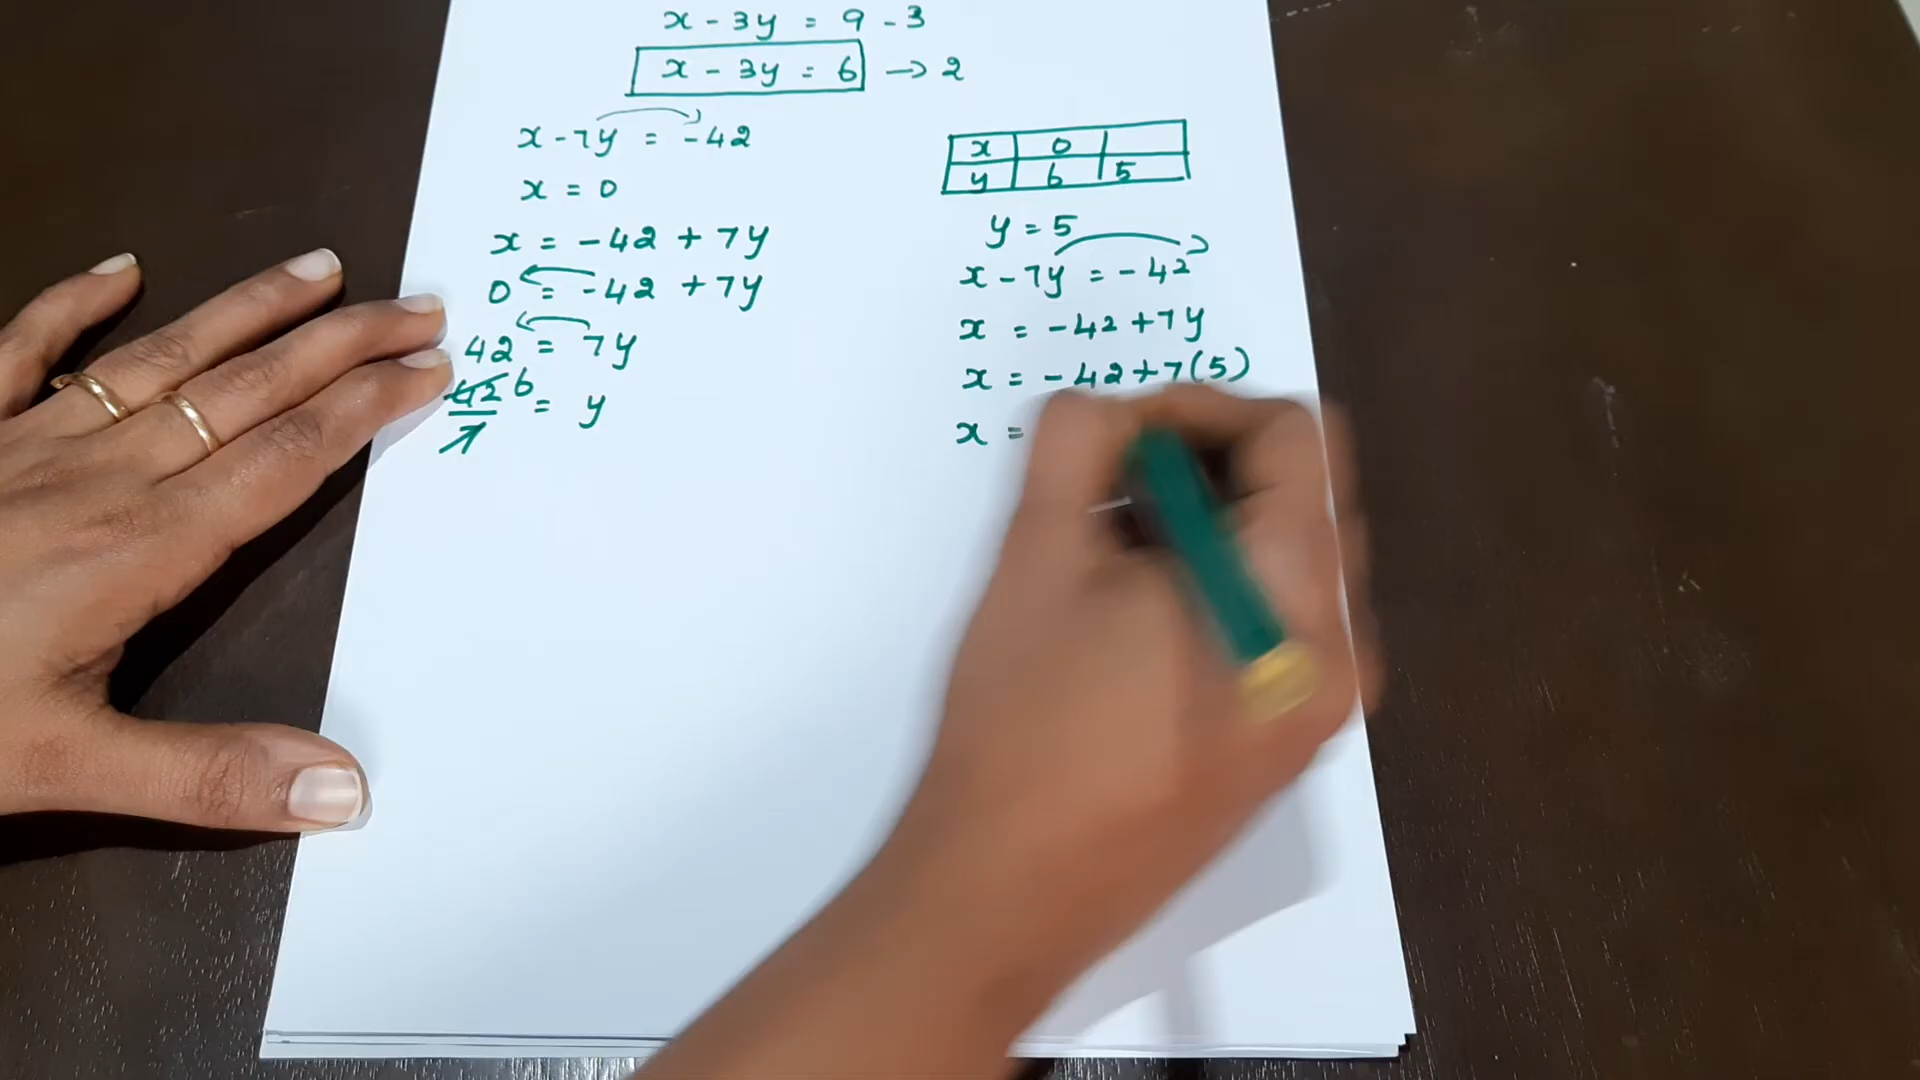 x - 3y = 9 - 3
x - 3y = 6 → 2
x - 7y = -42
x = 0
x = -42 + 7y
0 = -42 + 7y
42 = 7y
42 6 = y
7
x 0
y 6 5
y = 5
x - 7y = -42
x = -42 + 7y
x = -42 + 7(5)
x =